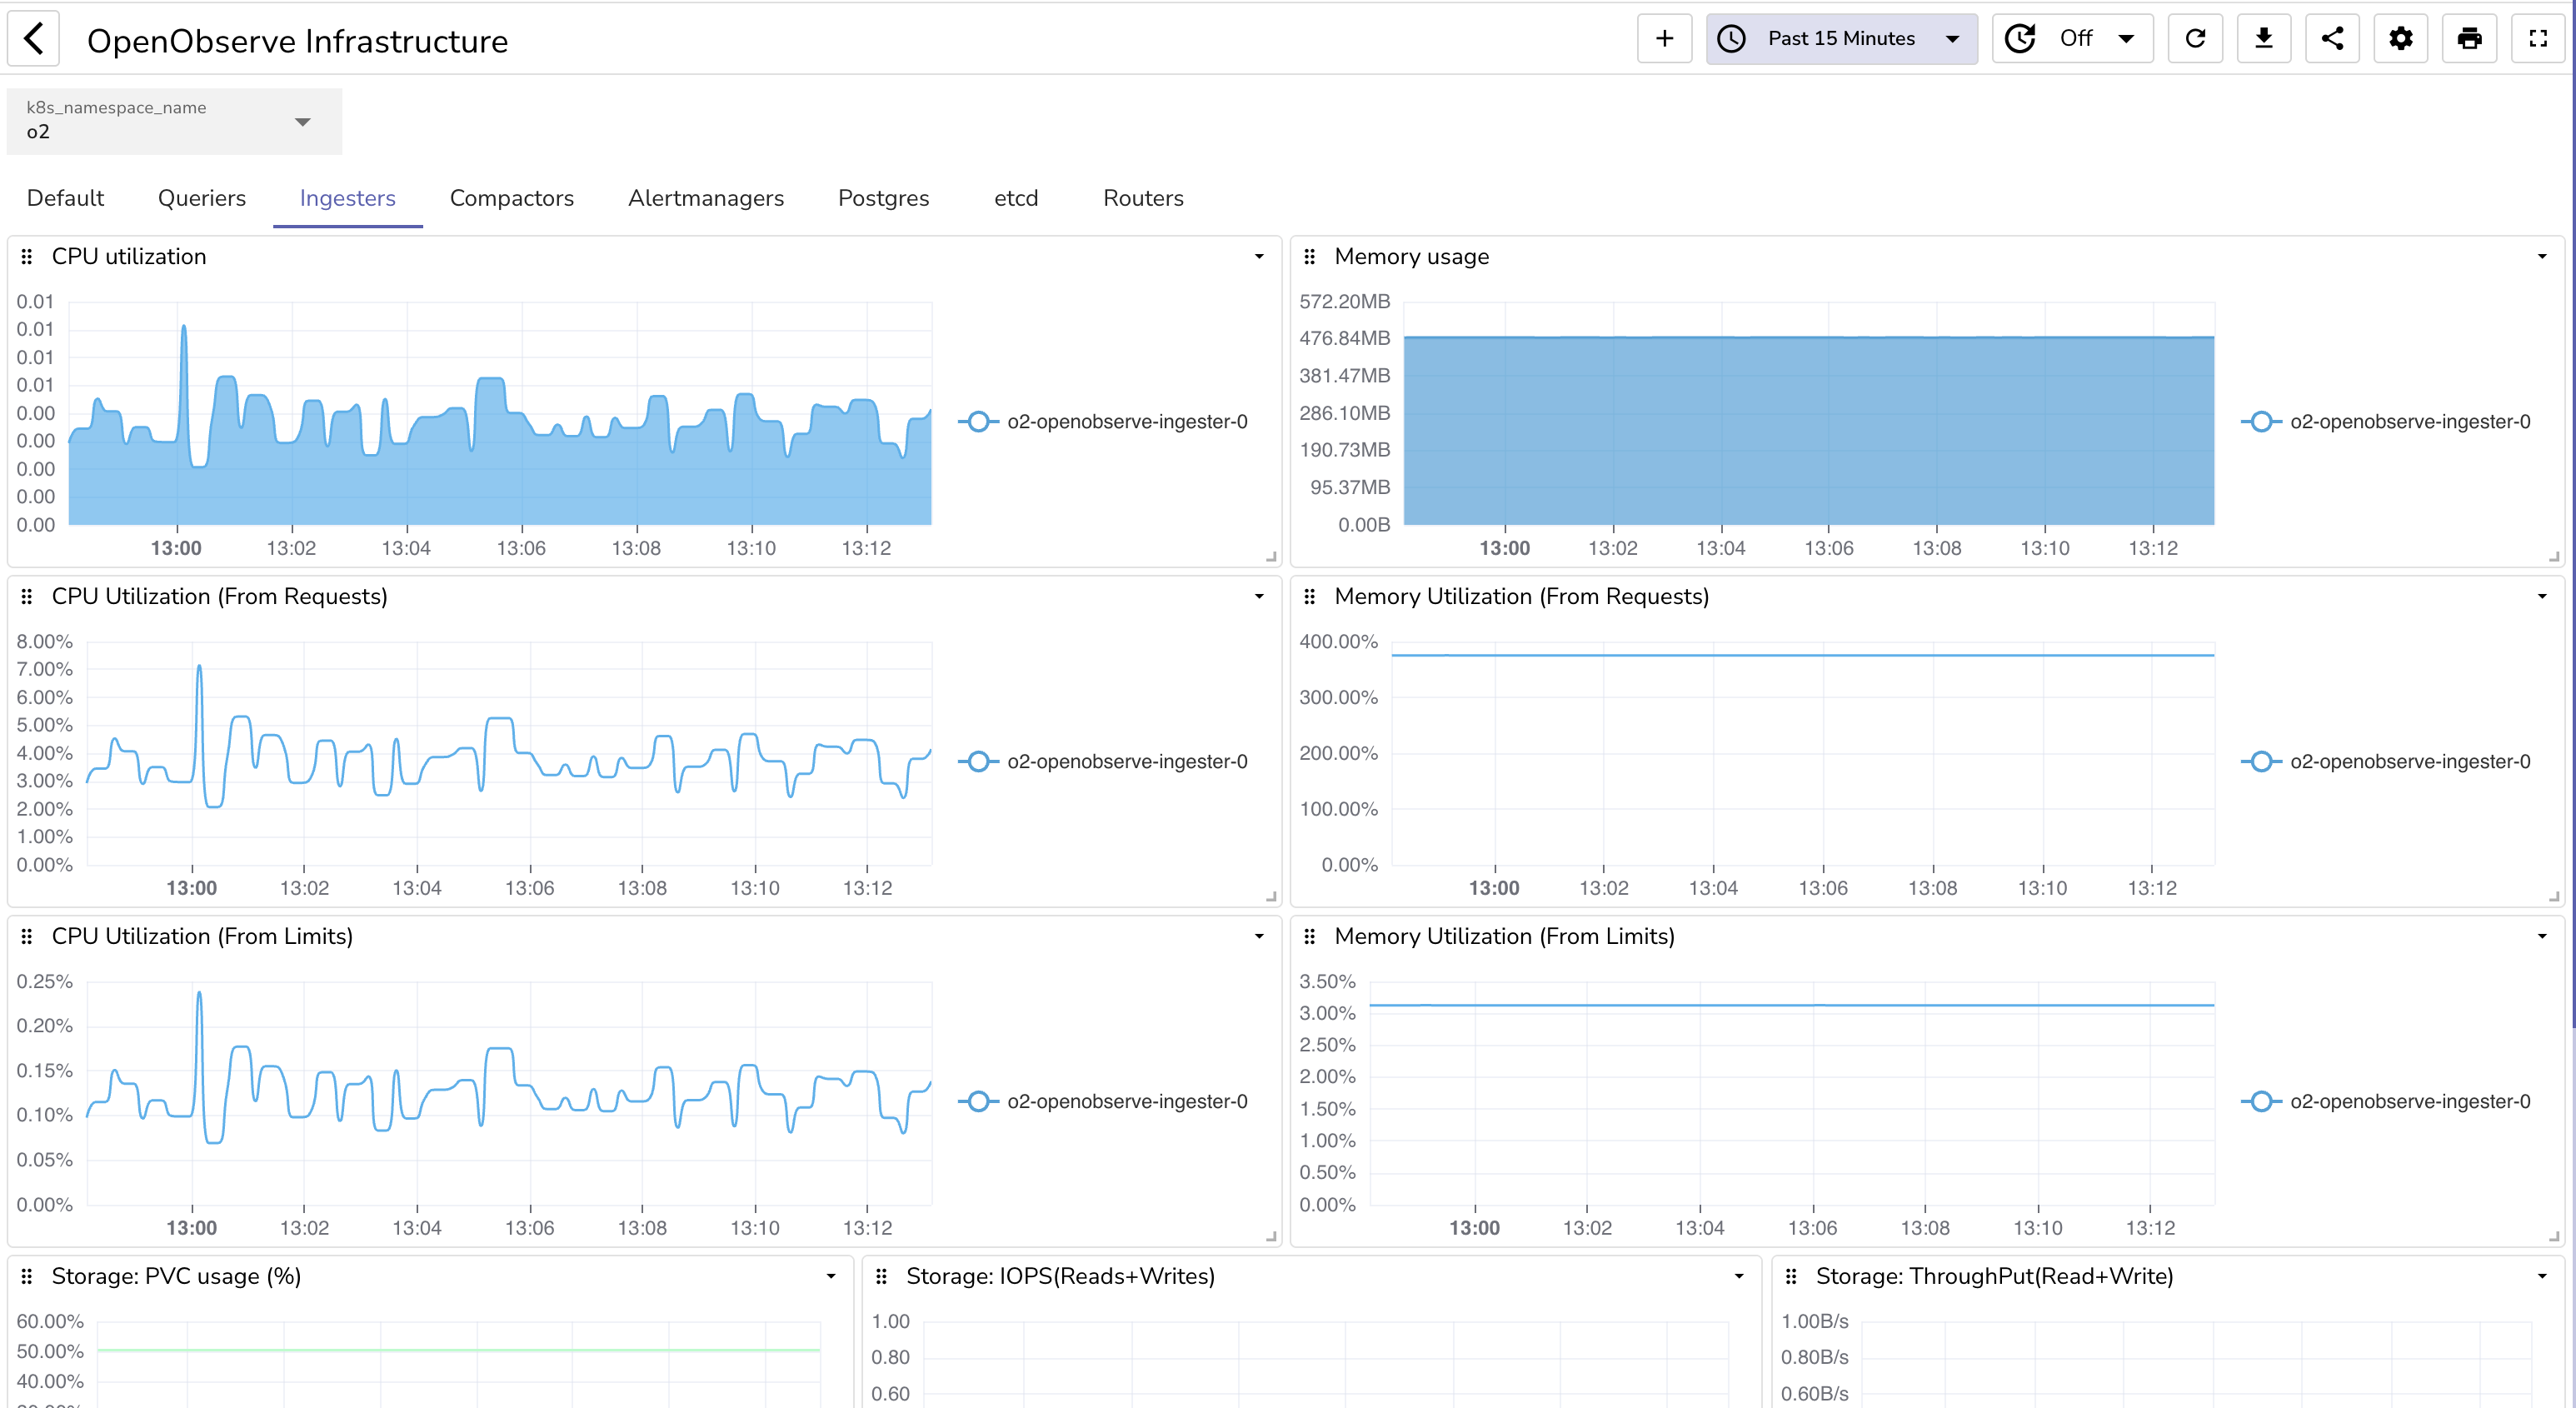 OpenObserve Infrastructure
Past 15 Minutes
Off
k8s_namespace_name
o2
Default Queriers Ingesters Compactors Alertmanagers Postgres etcd Routers
CPU utilization
0.01
0.01
0.01
0.01
0.00
0.00
0.00
0.00
0.00
13:00 13:02 13:04 13:06 13:08 13:10 13:12
o2-openobserve-ingester-0
Memory usage
572.20MB
476.84MB
381.47MB
286.10MB
190.73MB
95.37MB
0.00B
13:00 13:02 13:04 13:06 13:08 13:10 13:12
o2-openobserve-ingester-0
CPU Utilization (From Requests)
8.00%
7.00%
6.00%
5.00%
4.00%
3.00%
2.00%
1.00%
0.00%
13:00 13:02 13:04 13:06 13:08 13:10 13:12
o2-openobserve-ingester-0
Memory Utilization (From Requests)
400.00%
300.00%
200.00%
100.00%
0.00%
13:00 13:02 13:04 13:06 13:08 13:10 13:12
o2-openobserve-ingester-0
CPU Utilization (From Limits)
0.25%
0.20%
0.15%
0.10%
0.05%
0.00%
13:00 13:02 13:04 13:06 13:08 13:10 13:12
o2-openobserve-ingester-0
Memory Utilization (From Limits)
3.50%
3.00%
2.50%
2.00%
1.50%
1.00%
0.50%
0.00%
13:00 13:02 13:04 13:06 13:08 13:10 13:12
o2-openobserve-ingester-0
Storage: PVC usage (%)
60.00%
50.00%
40.00%
Storage: IOPS(Reads+Writes)
1.00
0.80
0.60
Storage: ThroughPut(Read+Write)
1.00B/s
0.80B/s
0.60B/s